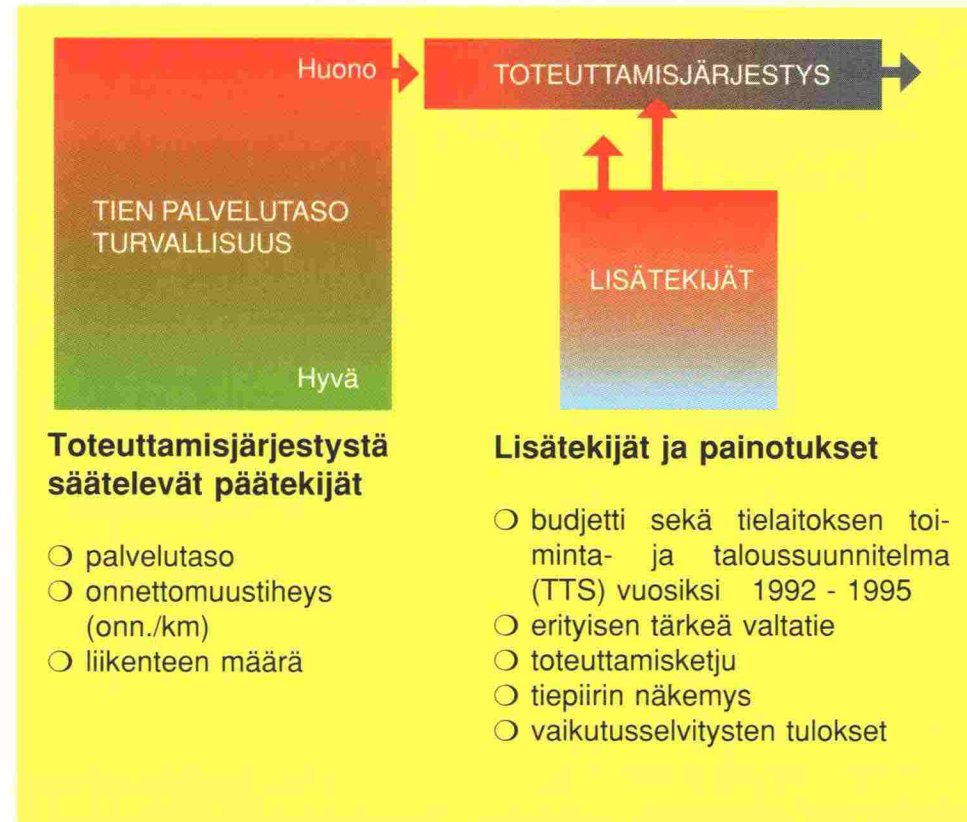 Huono
TOTEUTTAMISJÄRJESTYS
TIEN PALVELUTASO
TURVALLISUUS
LISÄTEKIJÄT
Hyvä
Toteuttamisjärjestystä
säätelevät päätekijät
❍ palvelutaso
❍ onnettomuustiheys
(onn./km)
❍ liikenteen määrä
Lisätekijät ja painotukset
❍ budjetti sekä tielaitoksen toi-
minta- ja taloussuunnitelma
(TTS) vuosiksi 1992 - 1995
❍ erityisen tärkeä valtatie
❍ toteuttamisketju
❍ tiepiirin näkemys
❍ vaikutusselvitysten tulokset